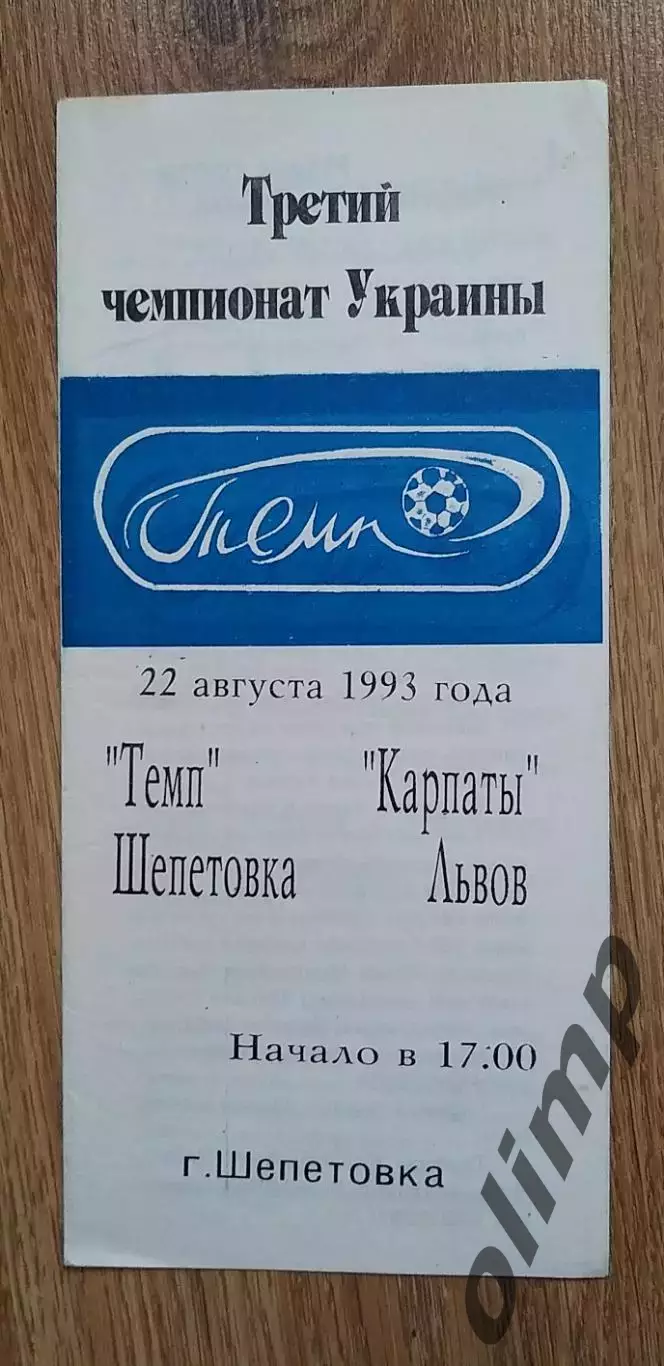 Третий
чемпионат Украины
Темп
22 августа 1993 года
"Темп" "Карпаты"
Шепетовка Львов
Начало в 17:00
г.Шепетовка
olimp